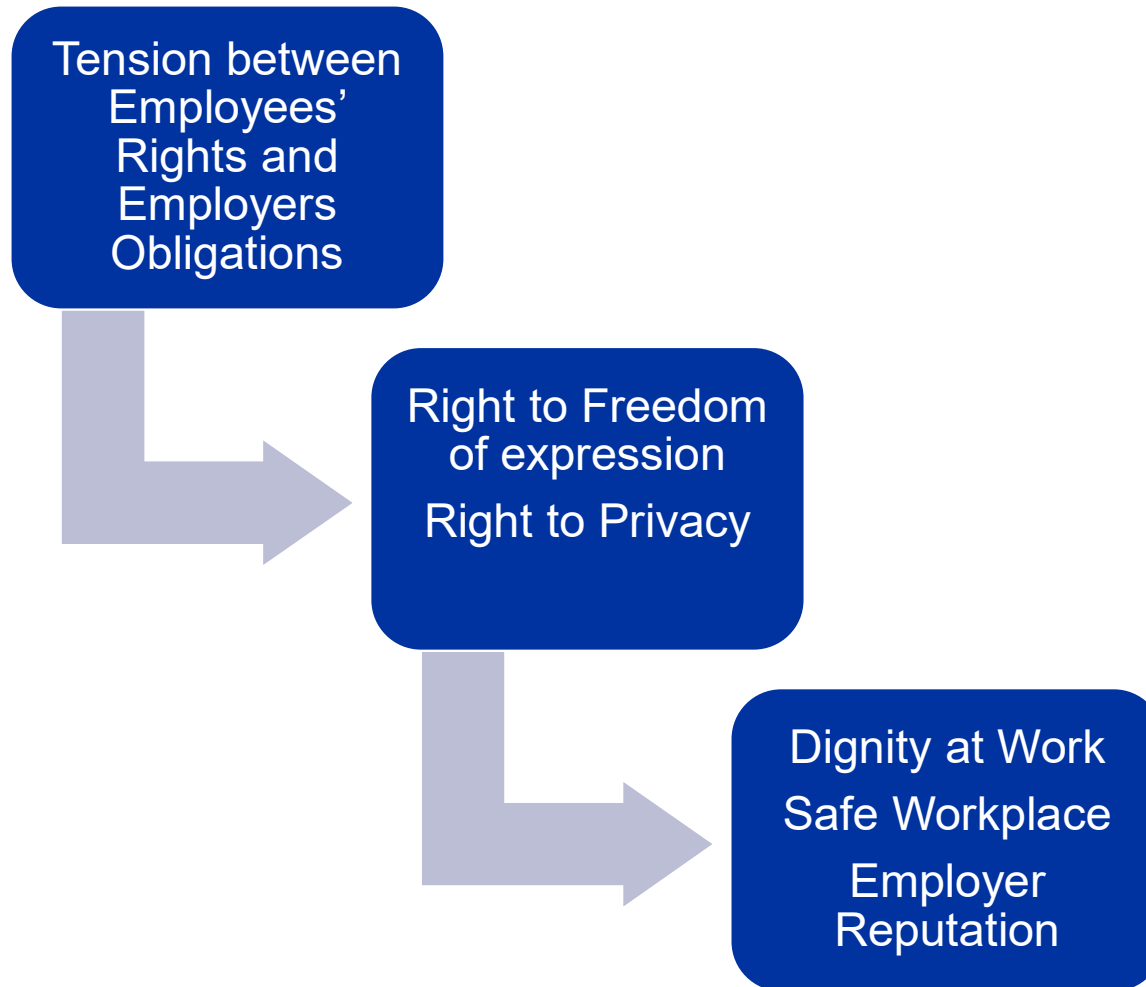 Tension between
Employees’
Rights and
Employers
Obligations
Right to Freedom
of expression
Right to Privacy
Dignity at Work
Safe Workplace
Employer
Reputation